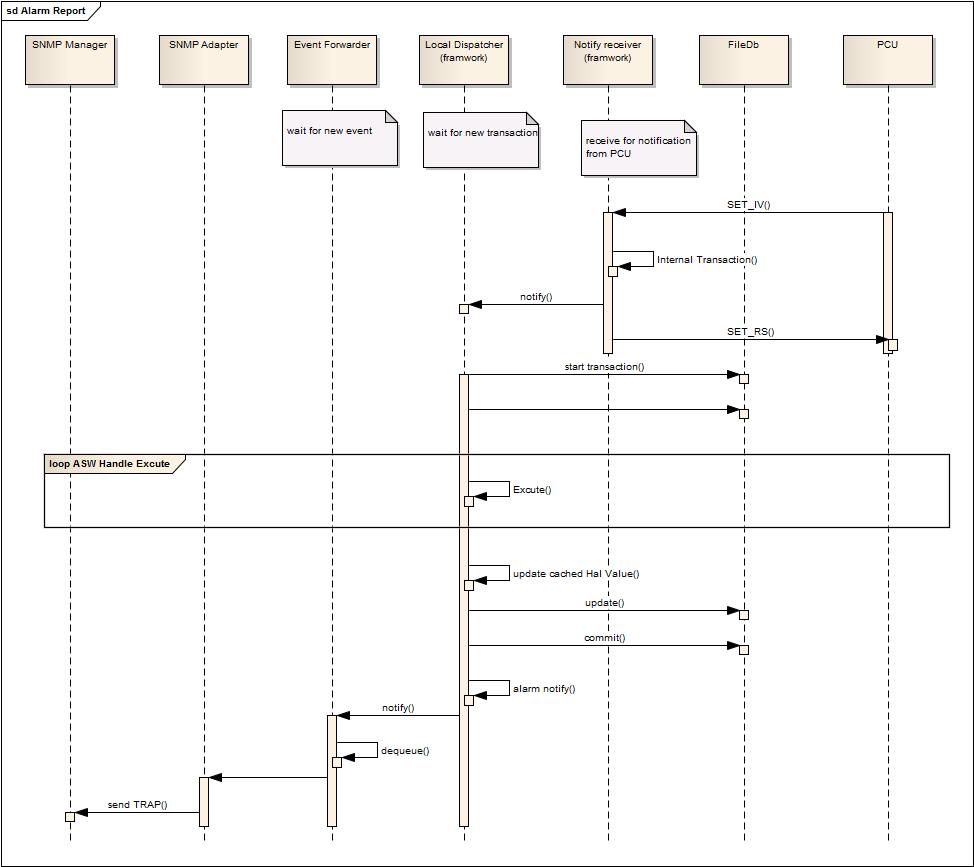 sd Alarm Report
SNMP Manager
SNMP Adapter
Event Forwarder
Local Dispatcher
(framwork)
Notify receiver
(framwork)
FileDb
PCU
wait for new event
wait for new transaction
receive for notification
from PCU
SET_IV()
Internal Transaction()
notify()
SET_RS()
start transaction()
loop ASW Handle Excute
Excute()
update cached Hal Value()
update()
commit()
alarm notify()
notify()
dequeue()
send TRAP()